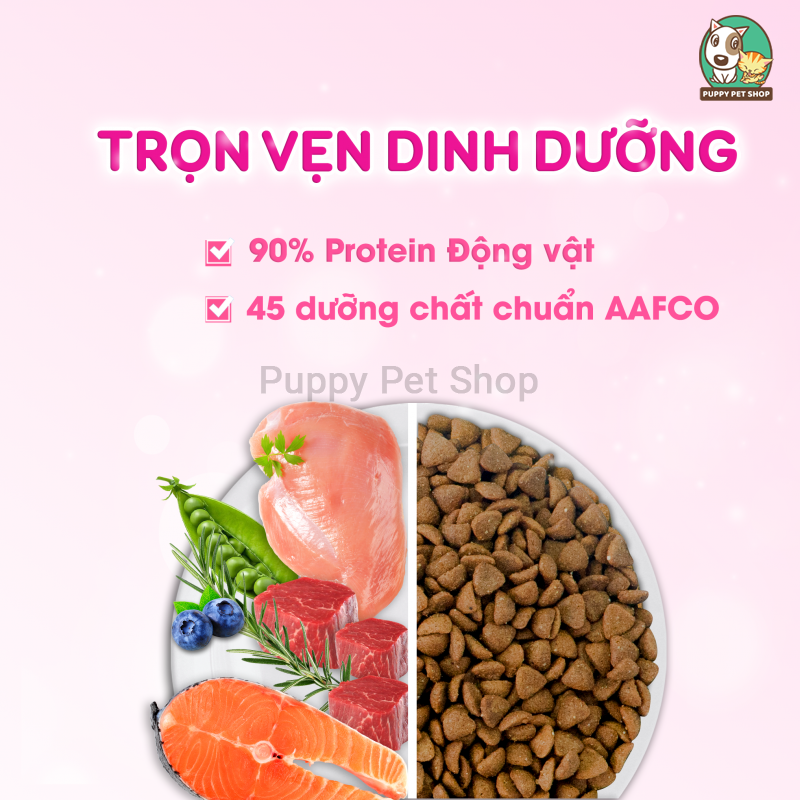 PUPPY PET SHOP
TRỌN VẸN DINH DƯỠNG
90% Protein Động vật
45 dưỡng chất chuẩn AAFCO
Puppy Pet Shop